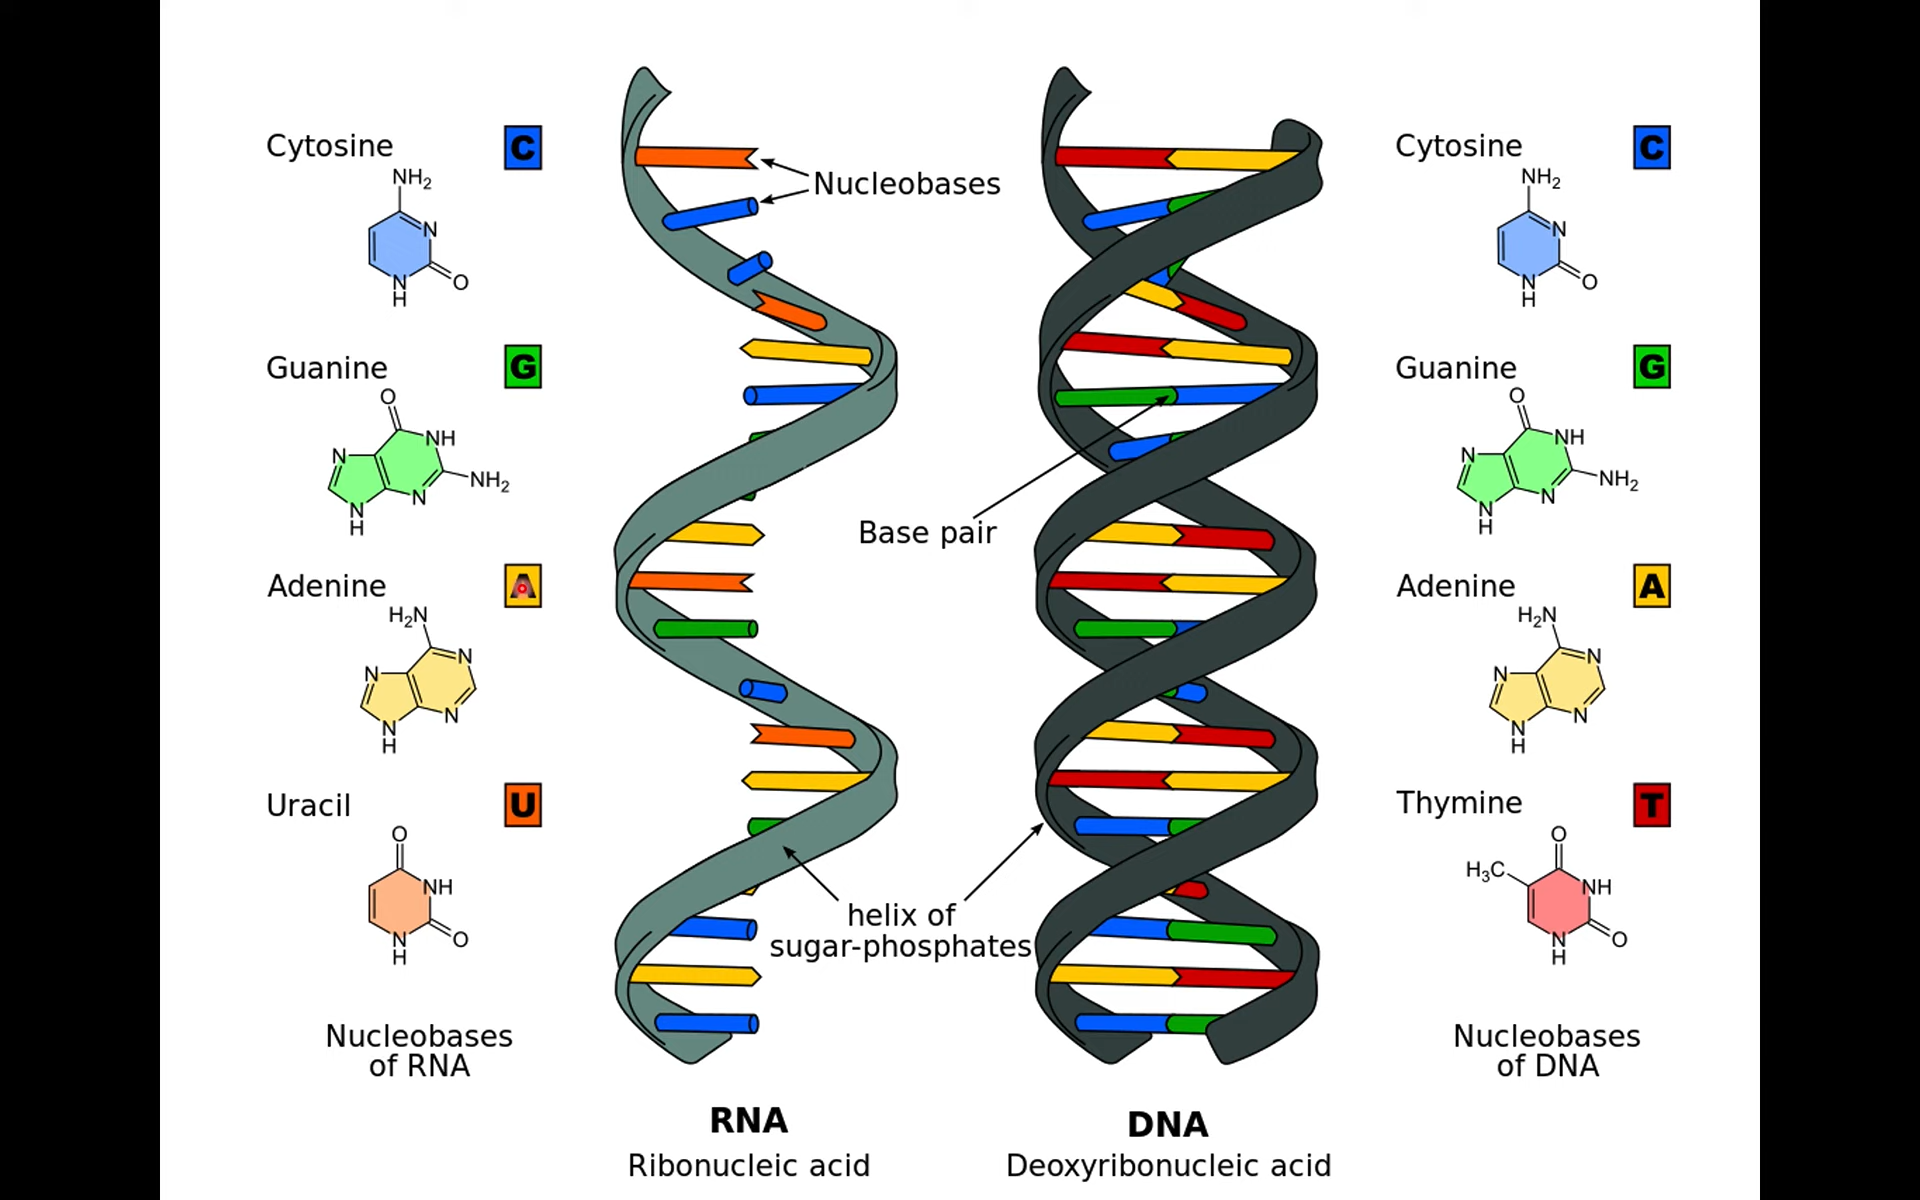 Cytosine
C
NH2
N
N
H
O
Guanine
G
O
N
NH
N
H
N
NH2
Adenine
A
H2N
N
N
N
H
N
Uracil
U
O
NH
N
H
O
Nucleobases
of RNA
Nucleobases
Base pair
helix of
sugar-phosphates
RNA
Ribonucleic acid
DNA
Deoxyribonucleic acid
Cytosine
C
NH2
N
N
H
O
Guanine
G
O
N
NH
N
H
N
NH2
Adenine
A
H2N
N
N
N
H
N
Thymine
T
O
H3C
NH
N
H
O
Nucleobases
of DNA